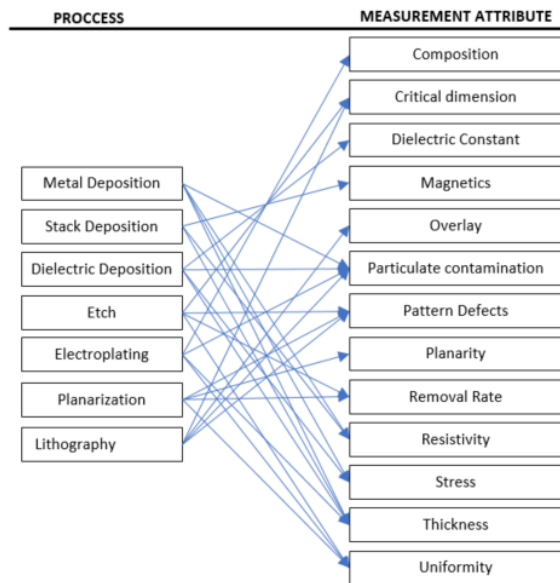 PROCCESS
MEASUREMENT ATTRIBUTE
Metal Deposition
Stack Deposition
Dielectric Deposition
Etch
Electroplating
Planarization
Lithography
Composition
Critical dimension
Dielectric Constant
Magnetics
Overlay
Particulate contamination
Pattern Defects
Planarity
Removal Rate
Resistivity
Stress
Thickness
Uniformity